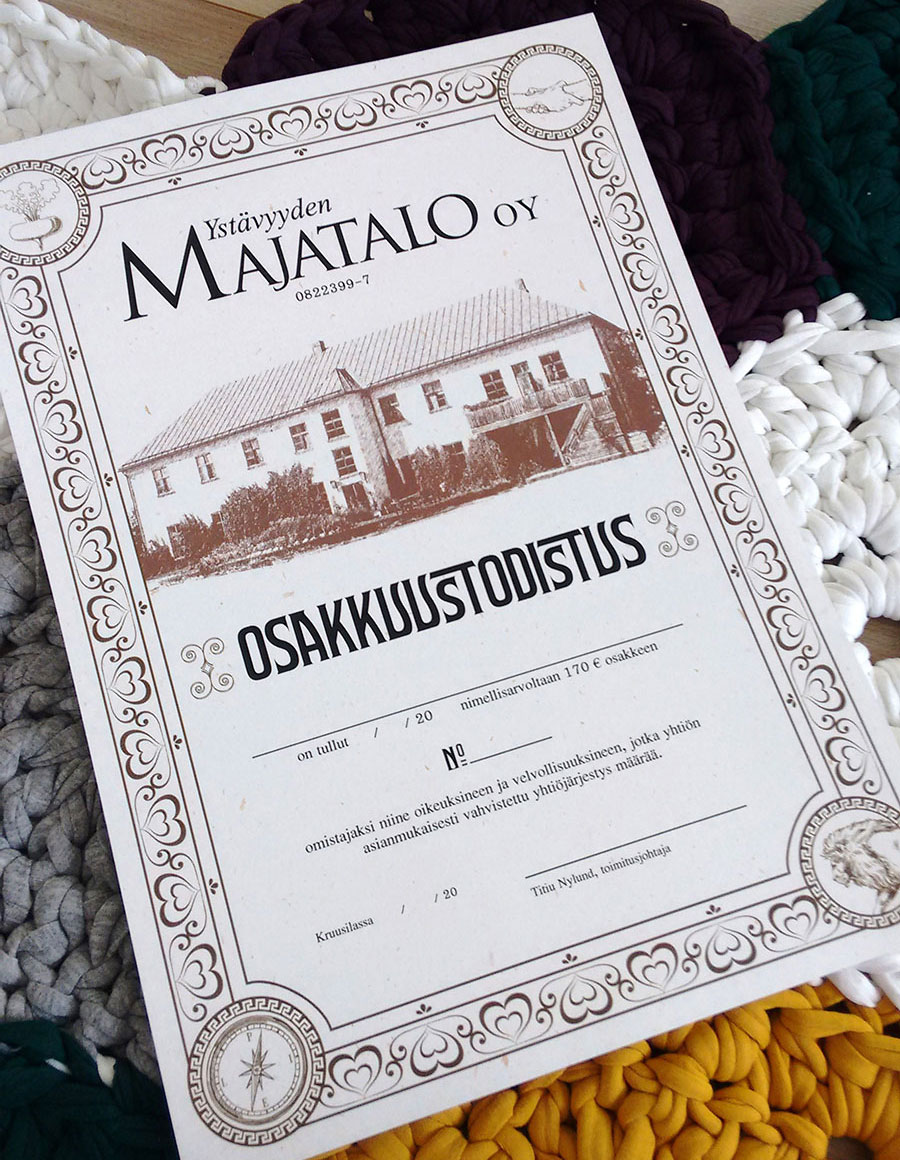 Ystävyyden
MAJATALO OY
0822399-7
OSAKKUUSTODISTUS
on tullut / / 20 nimellisarvoltaan 170 € osakkeen
Nº
omistajaksi niine oikeuksineen ja velvollisuuksineen, jotka yhtiön
asianmukaisesti vahvistettu yhtiöjärjestys määrää.
Kruusilassa / / 20
Titiu Nylund, toimitusjohtaja